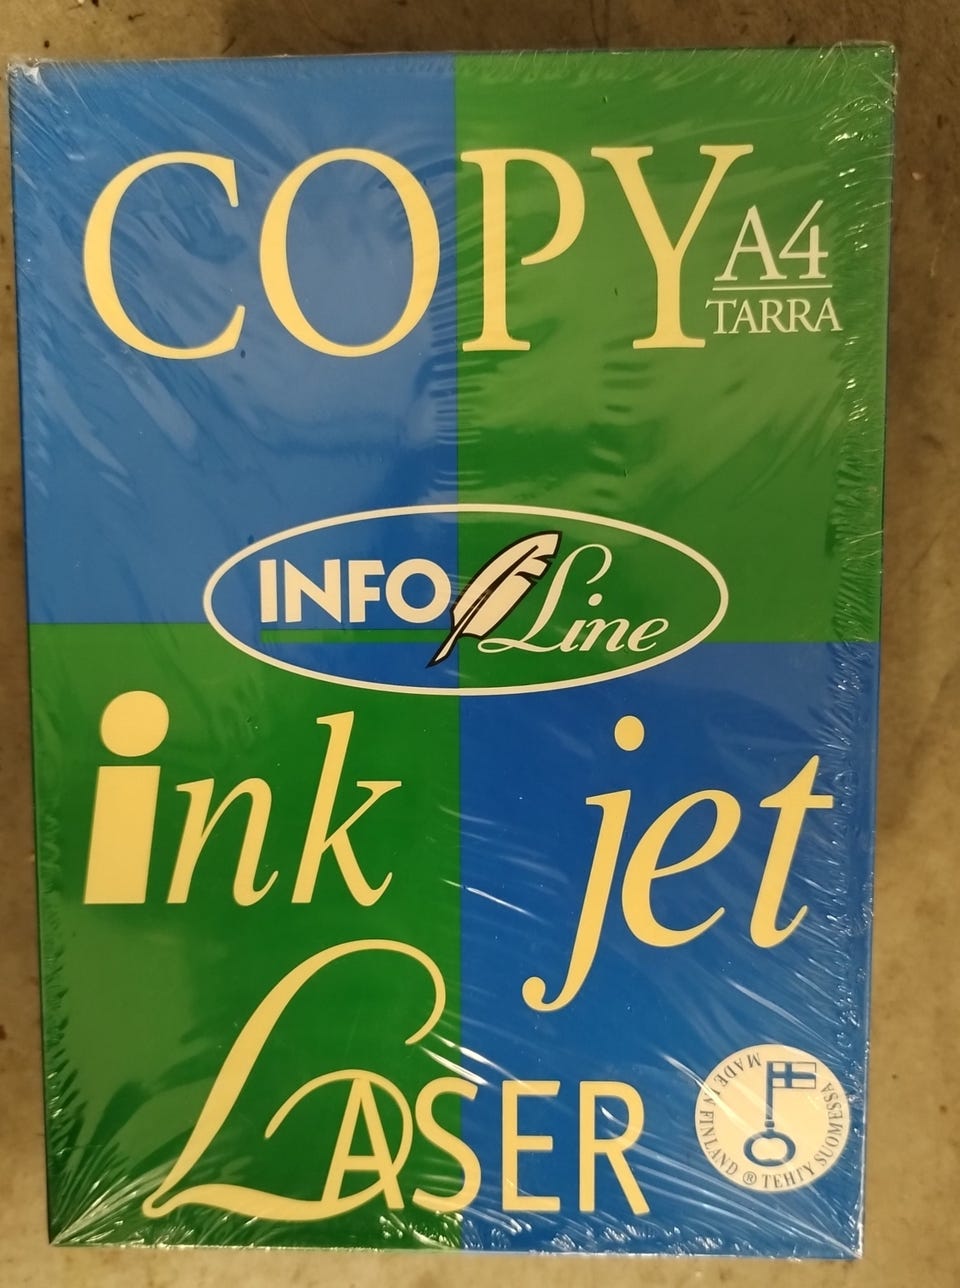 COPY
A4
TARRA
INFO Line
ink jet
LASER
MADE IN FINLAND ® TEHTY SUOMESSA